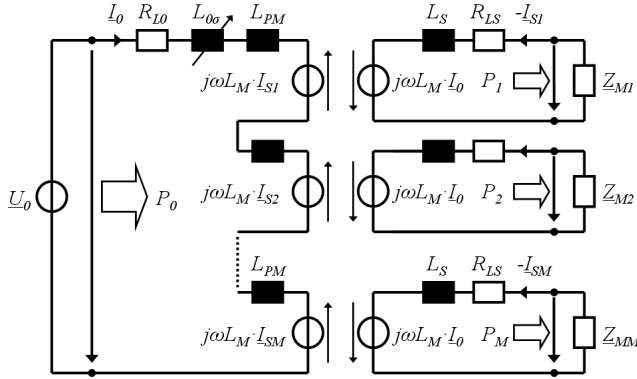 I0 RL0 L0σ LPM LS RLS -IS1
jωLM·IS1 jωLM·I0 P1 ZM1
U0 P0 jωLM·IS2 jωLM·I0 P2 ZM2
LPM LS RLS -ISM
jωLM·ISM jωLM·I0 PM ZMM